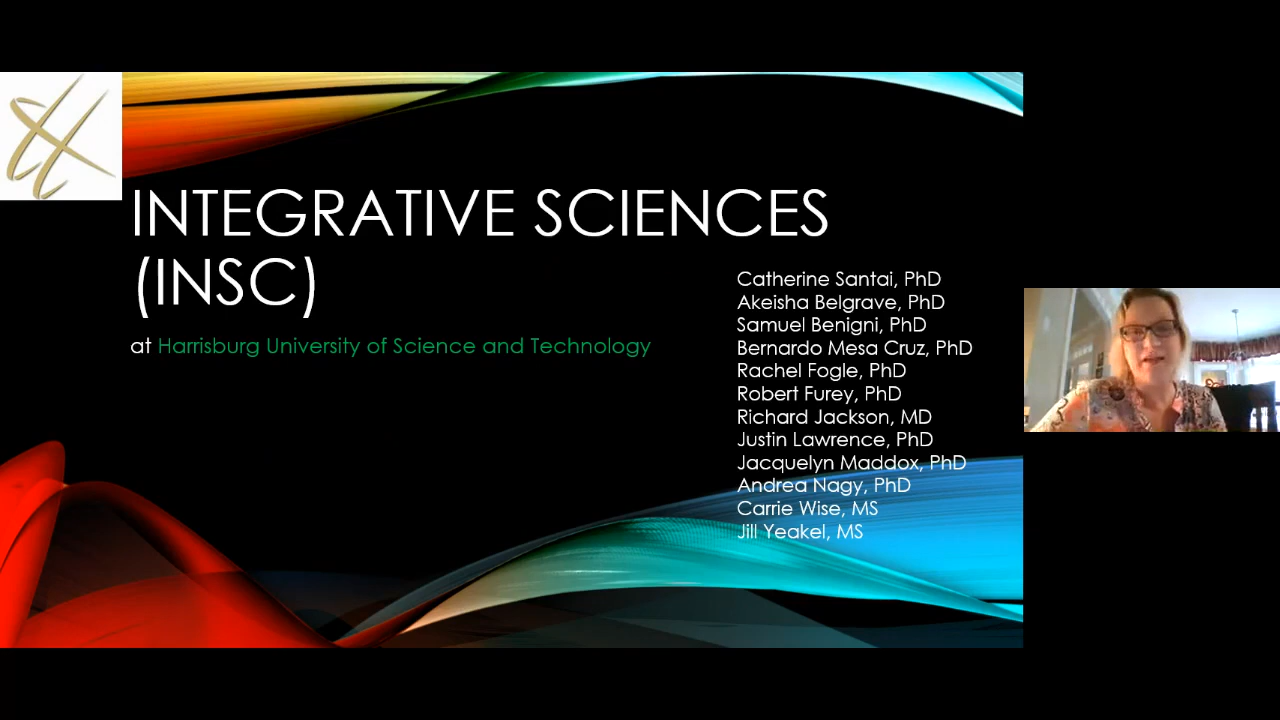 INTEGRATIVE SCIENCES
(INSC)
at Harrisburg University of Science and Technology
Catherine Santai, PhD
Akeisha Belgrave, PhD
Samuel Benigni, PhD
Bernardo Mesa Cruz, PhD
Rachel Fogle, PhD
Robert Furey, PhD
Richard Jackson, MD
Justin Lawrence, PhD
Jacquelyn Maddox, PhD
Andrea Nagy, PhD
Carrie Wise, MS
Jill Yeakel, MS